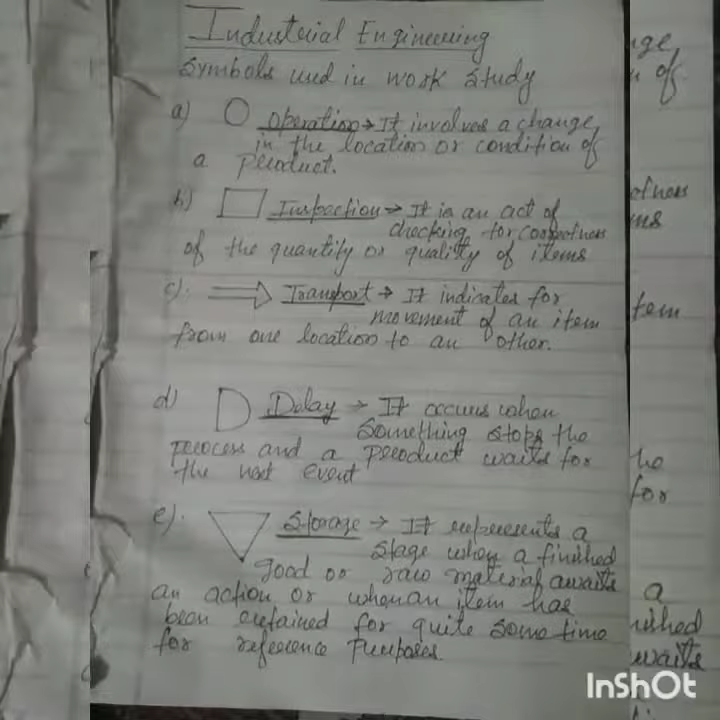 Industrial Engineering
Symbols used in work study
a) Operation → It involves a change
in the location or condition of
a product.
b) Inspection → It is an act of
checking for correctness
of the quantity or quality of items
c). Transport → It indicates for
movement of an item
from one location to an other.
d) Delay → It occurs when
Something stops the
process and a product waits for
the next event
e). Storage → It represents a
stage when a finished
good or raw material awaits
an action or when an item has
been retained for quite some time
for reference Purposes.
InShOt